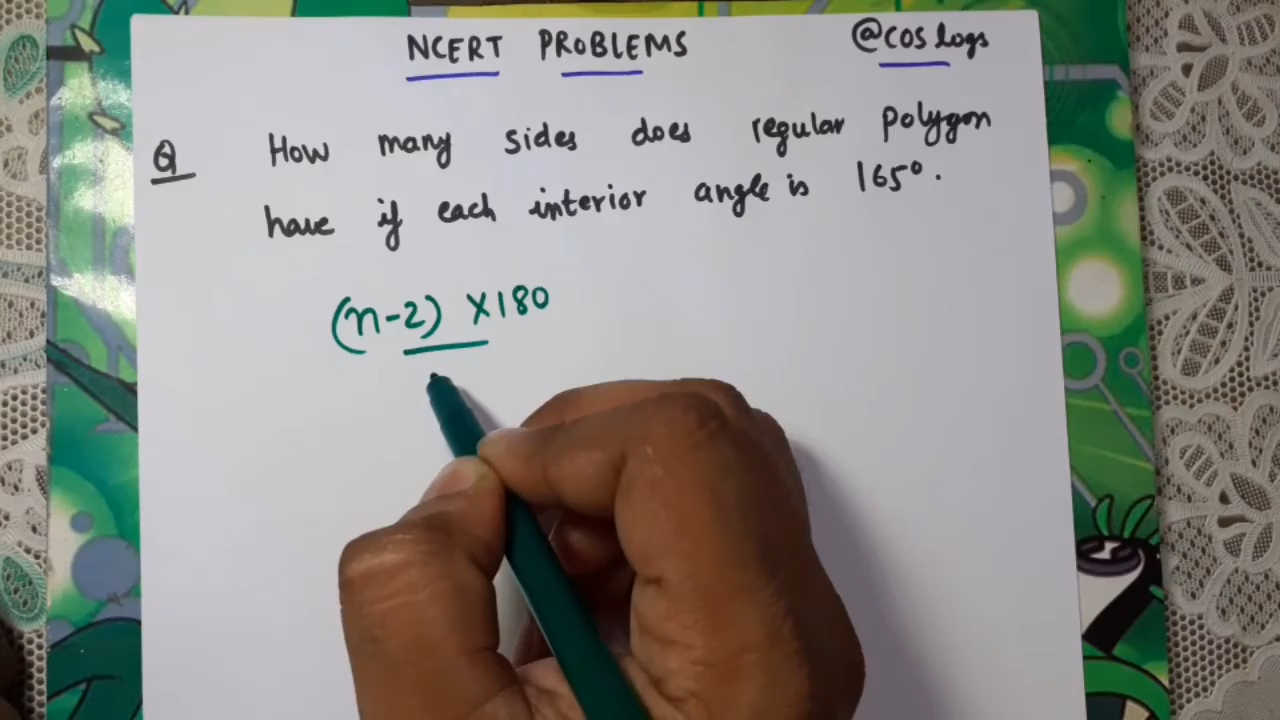 NCERT PROBLEMS @COS logs
Q How many sides does regular polygon
have if each interior angle is 165°.
(n-2) X180